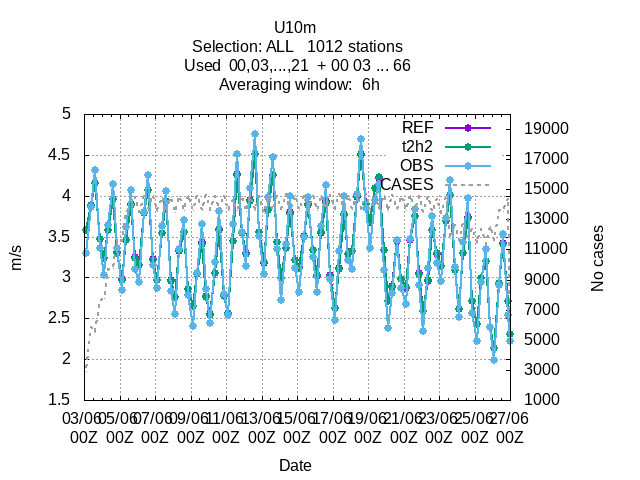 U10m
Selection: ALL   1012 stations
Used  00,03,...,21  + 00 03 ... 66
Averaging window:  6h
REF
t2h2
OBS
CASES
5
4.5
4
3.5
3
2.5
2
1.5
m/s
19000
17000
15000
13000
11000
9000
7000
5000
3000
1000
No cases
03/06 05/06 07/06 09/06 11/06 13/06 15/06 17/06 19/06 21/06 23/06 25/06 27/06
00Z 00Z 00Z 00Z 00Z 00Z 00Z 00Z 00Z 00Z 00Z 00Z 00Z
Date